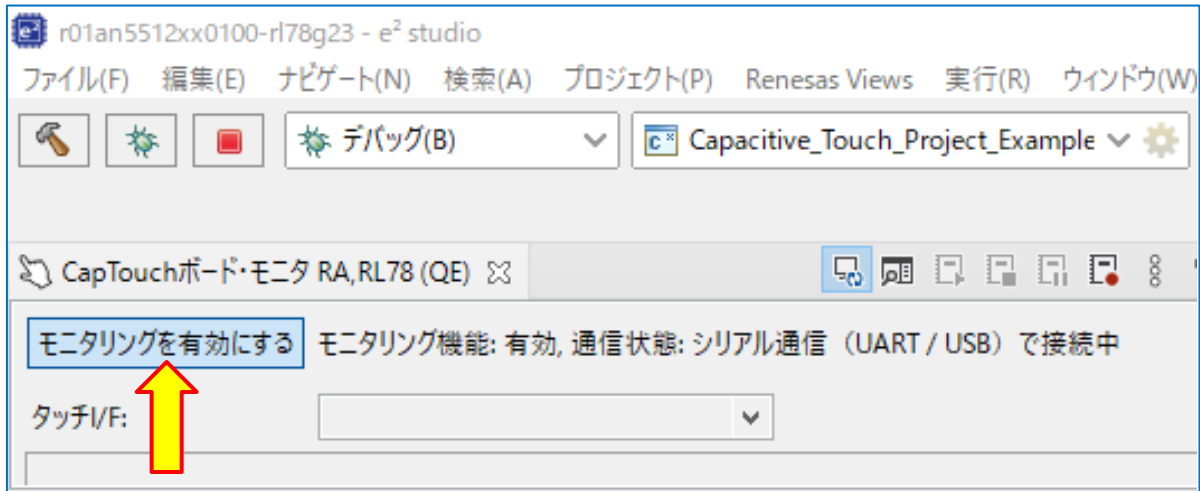 r01an5512xx0100-rl78g23 - e² studio
ファイル(F) 編集(E) ナビゲート(N) 検索(A) プロジェクト(P) Renesas Views 実行(R) ウィンドウ(W)
デバッグ(B) Capacitive_Touch_Project_Example
CapTouchボード・モニタ RA,RL78 (QE)
モニタリングを有効にする モニタリング機能: 有効, 通信状態: シリアル通信（UART / USB）で接続中
タッチI/F: